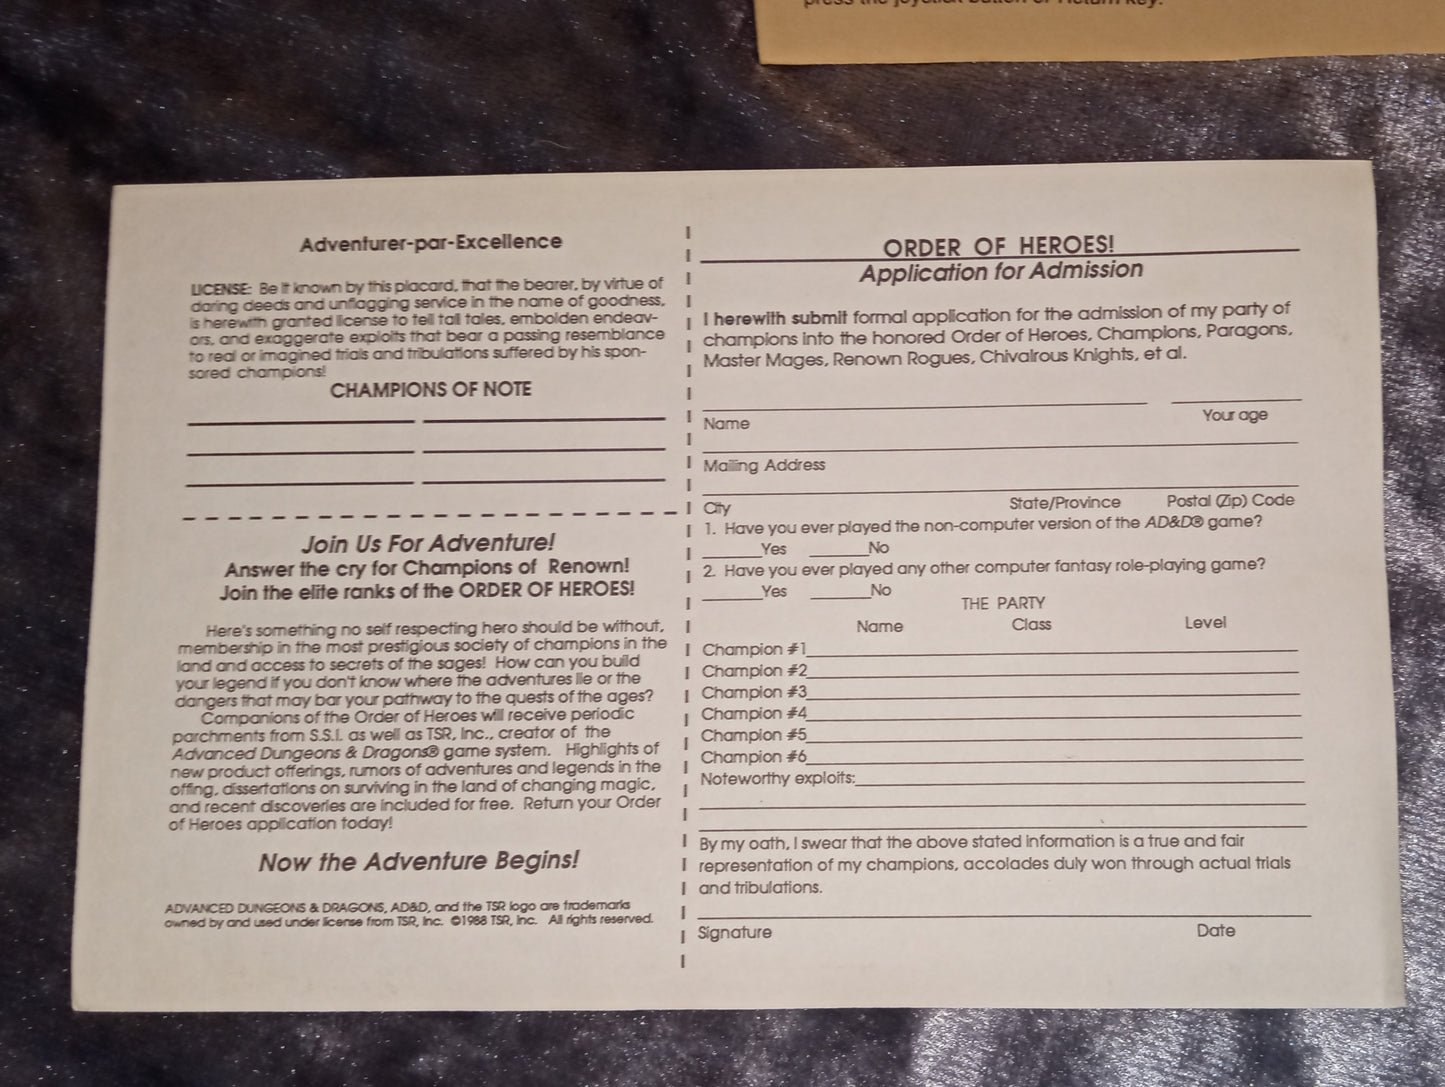 press the joystick button or Return key.
Adventurer-par-Excellence
LICENSE: Be it known by this placard, that the bearer, by virtue of
daring deeds and unflagging service in the name of goodness,
is herewith granted license to tell tall tales, embolden endeav-
ors, and exaggerate exploits that bear a passing resemblance
to real or imagined trials and tribulations suffered by his spon-
sored champions!
CHAMPIONS OF NOTE
Join Us For Adventure!
Answer the cry for Champions of Renown!
Join the elite ranks of the ORDER OF HEROES!
Here's something no self respecting hero should be without,
membership in the most prestigious society of champions in the
land and access to secrets of the sages! How can you build
your legend if you don't know where the adventures lie or the
dangers that may bar your pathway to the quests of the ages?
Companions of the Order of Heroes will receive periodic
parchments from S.S.I. as well as TSR, Inc., creator of the
Advanced Dungeons & Dragons® game system. Highlights of
new product offerings, rumors of adventures and legends in the
offing, dissertations on surviving in the land of changing magic,
and recent discoveries are included for free. Return your Order
of Heroes application today!
Now the Adventure Begins!
ADVANCED DUNGEONS & DRAGONS, AD&D, and the TSR logo are trademarks
owned by and used under license from TSR, Inc. ©1988 TSR, Inc. All rights reserved.
ORDER OF HEROES!
Application for Admission
I herewith submit formal application for the admission of my party of
champions into the honored Order of Heroes, Champions, Paragons,
Master Mages, Renown Rogues, Chivalrous Knights, et al.
Name Your age
Mailing Address
City State/Province Postal (Zip) Code
1. Have you ever played the non-computer version of the AD&D® game?
Yes No
2. Have you ever played any other computer fantasy role-playing game?
Yes No
THE PARTY
Name Class Level
Champion #1
Champion #2
Champion #3
Champion #4
Champion #5
Champion #6
Noteworthy exploits:
By my oath, I swear that the above stated information is a true and fair
representation of my champions, accolades duly won through actual trials
and tribulations.
Signature Date